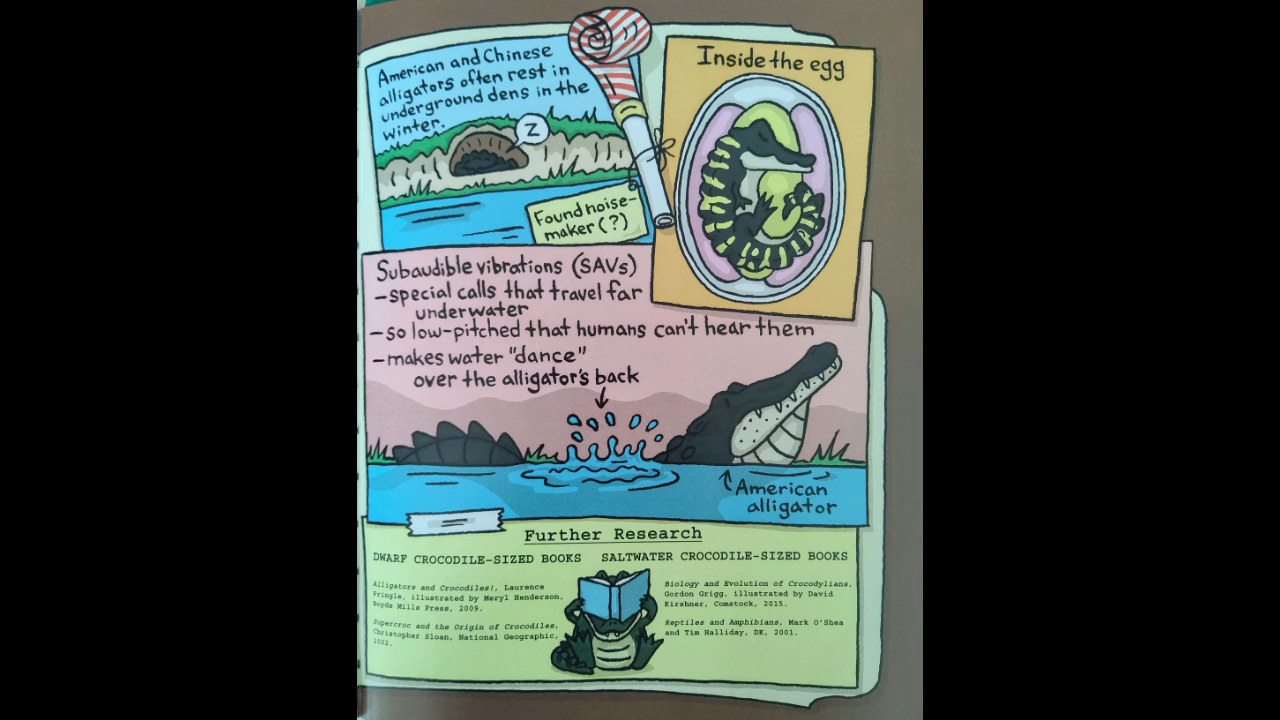 American and Chinese
alligators often rest in
underground dens in the
winter.
Z
Found noise-
maker (?)
Inside the egg
Subaudible vibrations (SAVs)
-special calls that travel far
underwater
-so low-pitched that humans can't hear them
-makes water "dance"
over the alligator's back
American
alligator
Further Research
DWARF CROCODILE-SIZED BOOKS
Alligators and Crocodiles!, Laurence
Pringle, illustrated by Meryl Henderson,
Boyds Mills Press, 2009.
Supercroc and the Origin of Crocodiles,
Christopher Sloan, National Geographic,
2002.
SALTWATER CROCODILE-SIZED BOOKS
Biology and Evolution of Crocodylians,
Gordon Grigg, illustrated by David
Kirshner, Comstock, 2015.
Reptiles and Amphibians, Mark O'Shea
and Tim Halliday, DK, 2001.